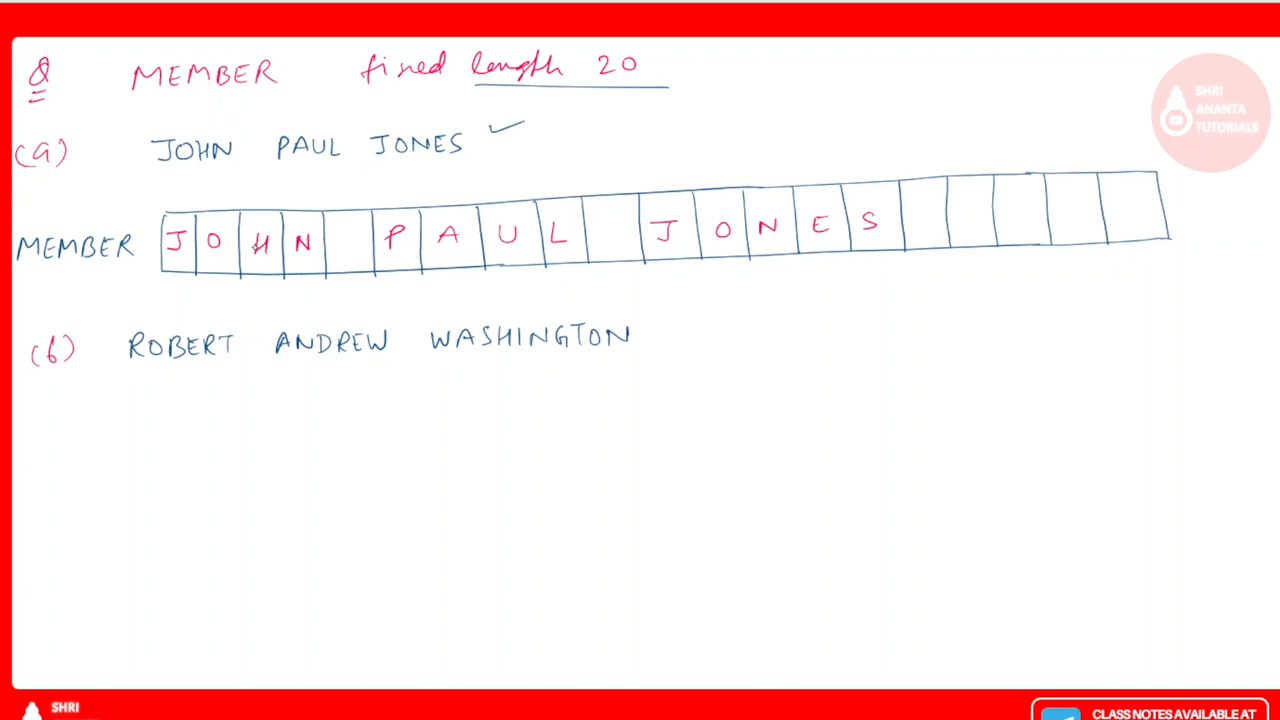 Q MEMBER fixed length 20
(a) JOHN PAUL JONES
MEMBER J O H N P A U L J O N E S
(b) ROBERT ANDREW WASHINGTON
SHRI
ANANTA
TUTORIALS
SHRI
CLASS NOTES AVAILABLE AT